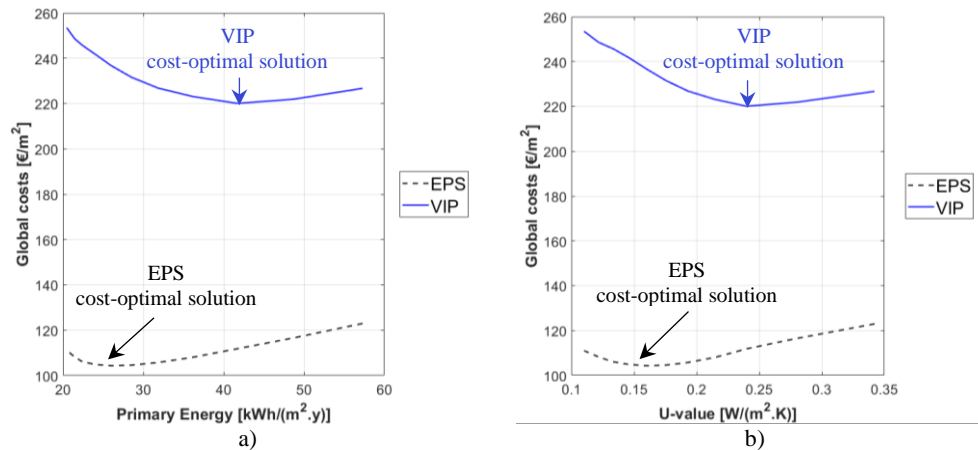 260
240
220
200
180
160
140
120
100
Global costs [€/m²]
VIP
cost-optimal solution
EPS
cost-optimal solution
20 30 40 50 60
Primary Energy [kWh/(m².y)]
EPS
VIP
a)
260
240
220
200
180
160
140
120
100
Global costs [€/m²]
VIP
cost-optimal solution
EPS
cost-optimal solution
0.1 0.15 0.2 0.25 0.3 0.35
U-value [W/(m².K)]
EPS
VIP
b)